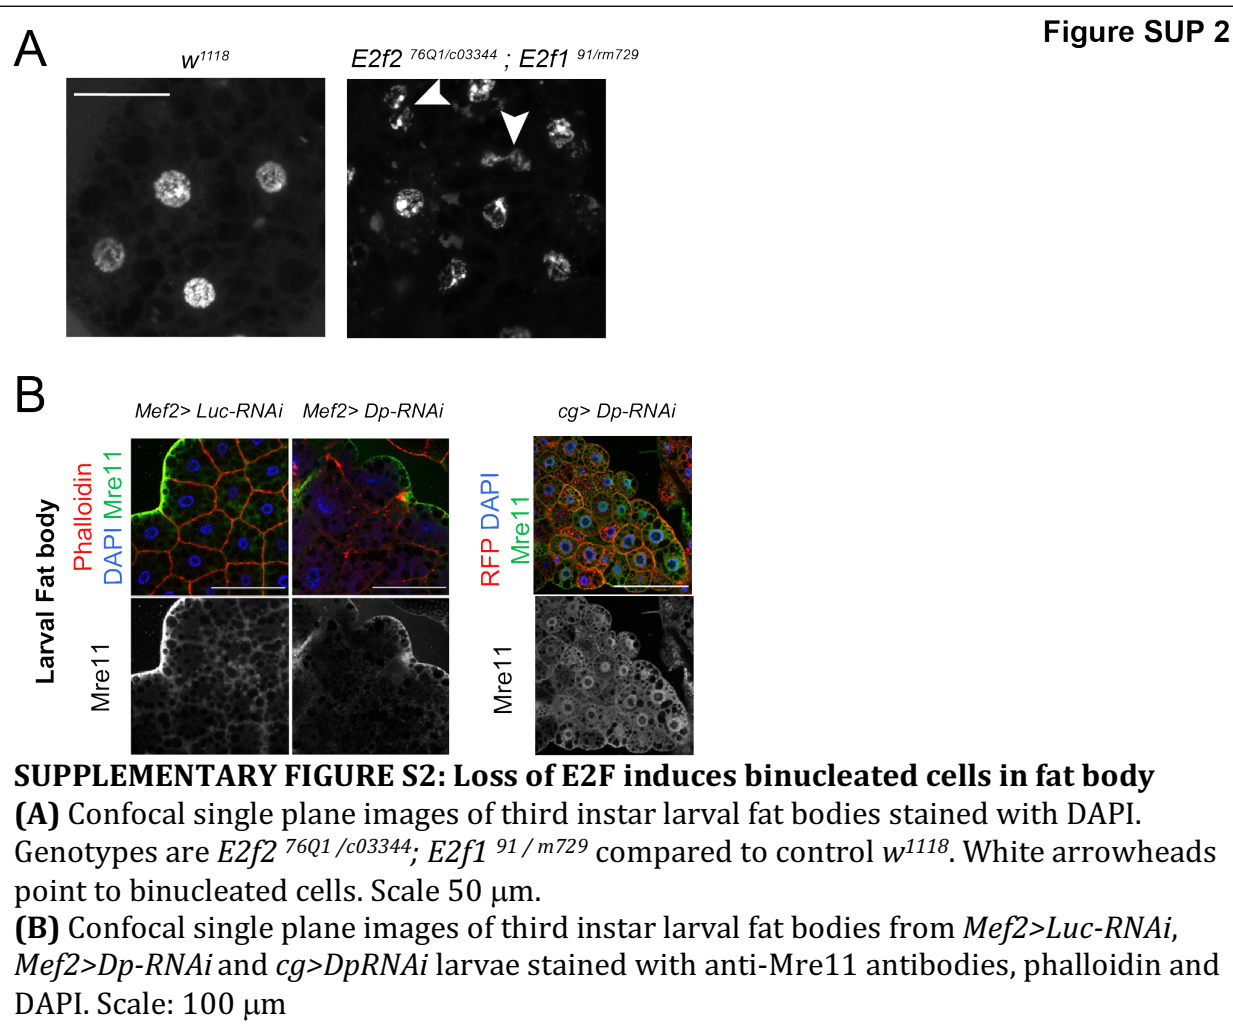 Figure SUP 2
A
w1118
E2f2 76Q1/c03344 ; E2f1 91/rm729
B
Mef2> Luc-RNAi
Mef2> Dp-RNAi
cg> Dp-RNAi
Larval Fat body
Phalloidin
DAPI Mre11
RFP DAPI
Mre11
Mre11
Mre11
SUPPLEMENTARY FIGURE S2: Loss of E2F induces binucleated cells in fat body
(A) Confocal single plane images of third instar larval fat bodies stained with DAPI.
Genotypes are E2f2 76Q1 /c03344; E2f1 91 / m729 compared to control w1118. White arrowheads
point to binucleated cells. Scale 50 μm.
(B) Confocal single plane images of third instar larval fat bodies from Mef2>Luc-RNAi,
Mef2>Dp-RNAi and cg>DpRNAi larvae stained with anti-Mre11 antibodies, phalloidin and
DAPI. Scale: 100 μm